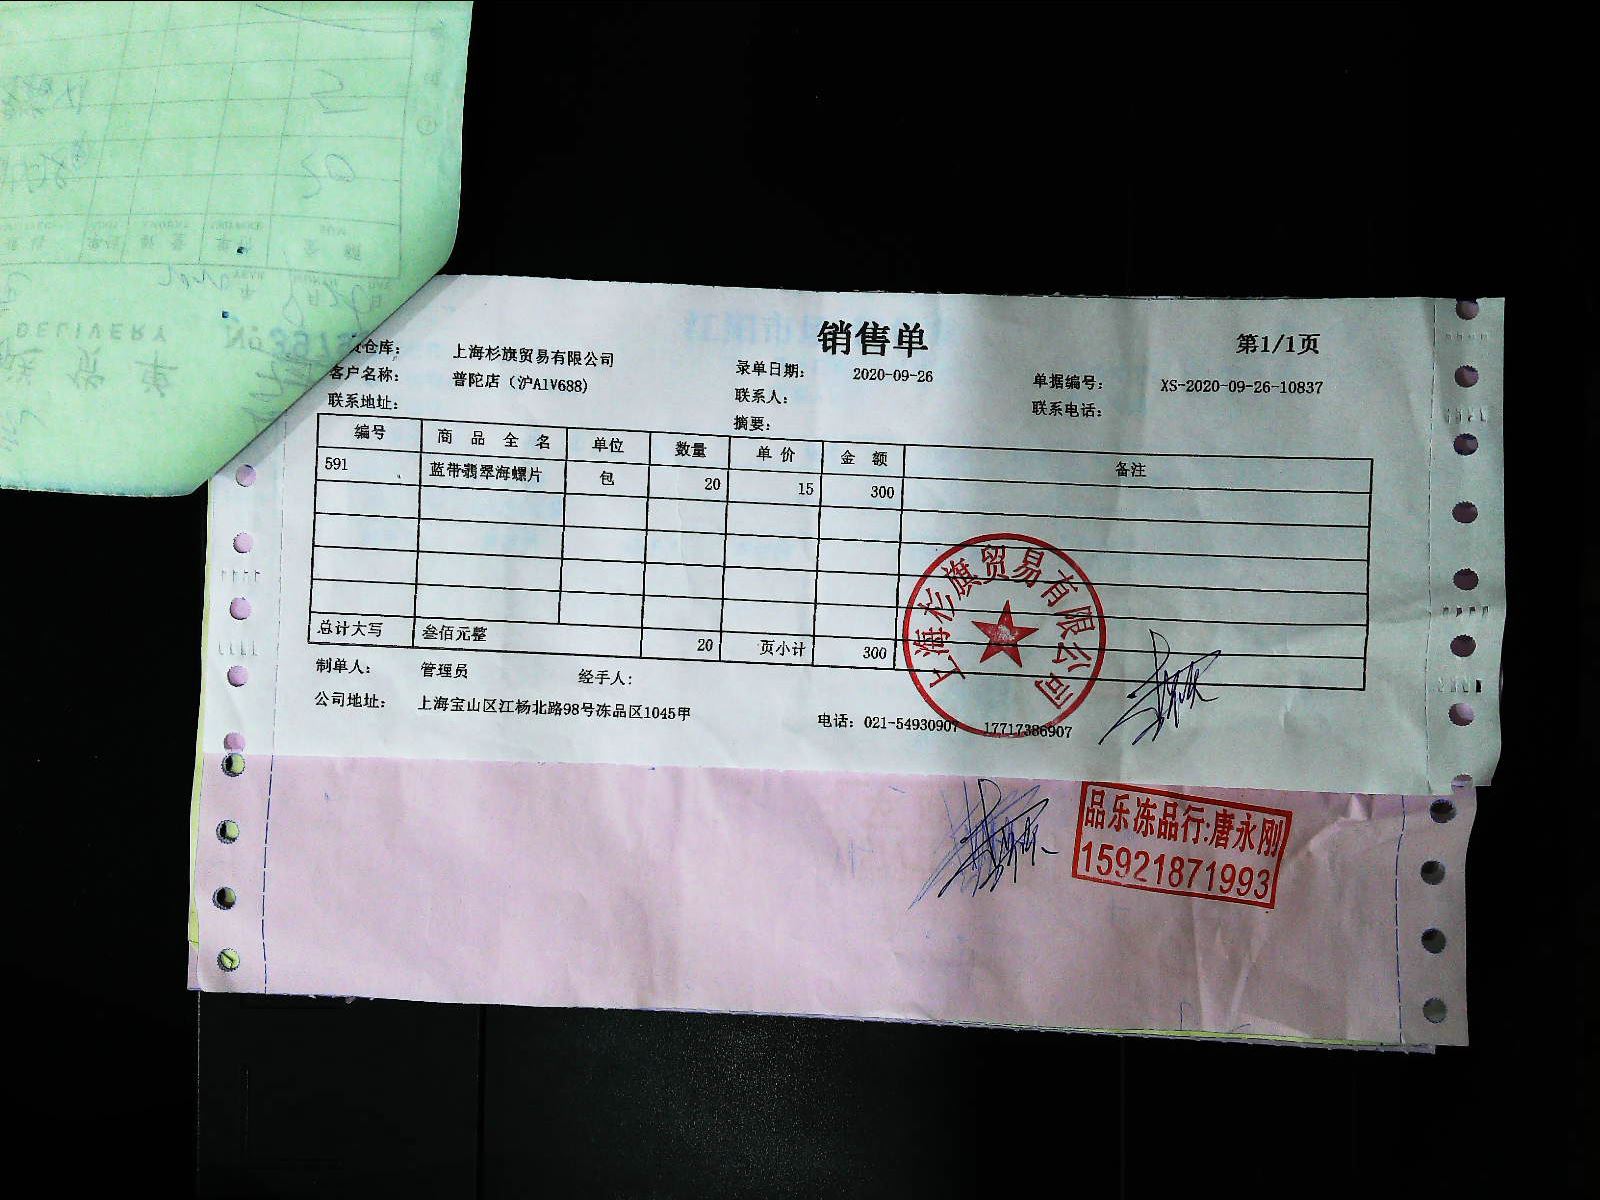 销售单
第1/1页
仓库： 上海杉旗贸易有限公司
录单日期： 2020-09-26
单据编号： XS-2020-09-26-10837
客户名称： 普陀店（沪A1V688)
联系人：
联系电话：
联系地址：
摘要：
编号 商品全名 单位 数量 单价 金额 备注
591 蓝带翡翠海螺片 包 20 15 300
总计大写 叁佰元整 20 页小计 300
制单人： 管理员 经手人：
公司地址： 上海宝山区江杨北路98号冻品区1045甲
电话：021-54930907 17717386907
上海杉旗贸易有限公司
品乐冻品行:唐永刚
15921871993
DELIVERY